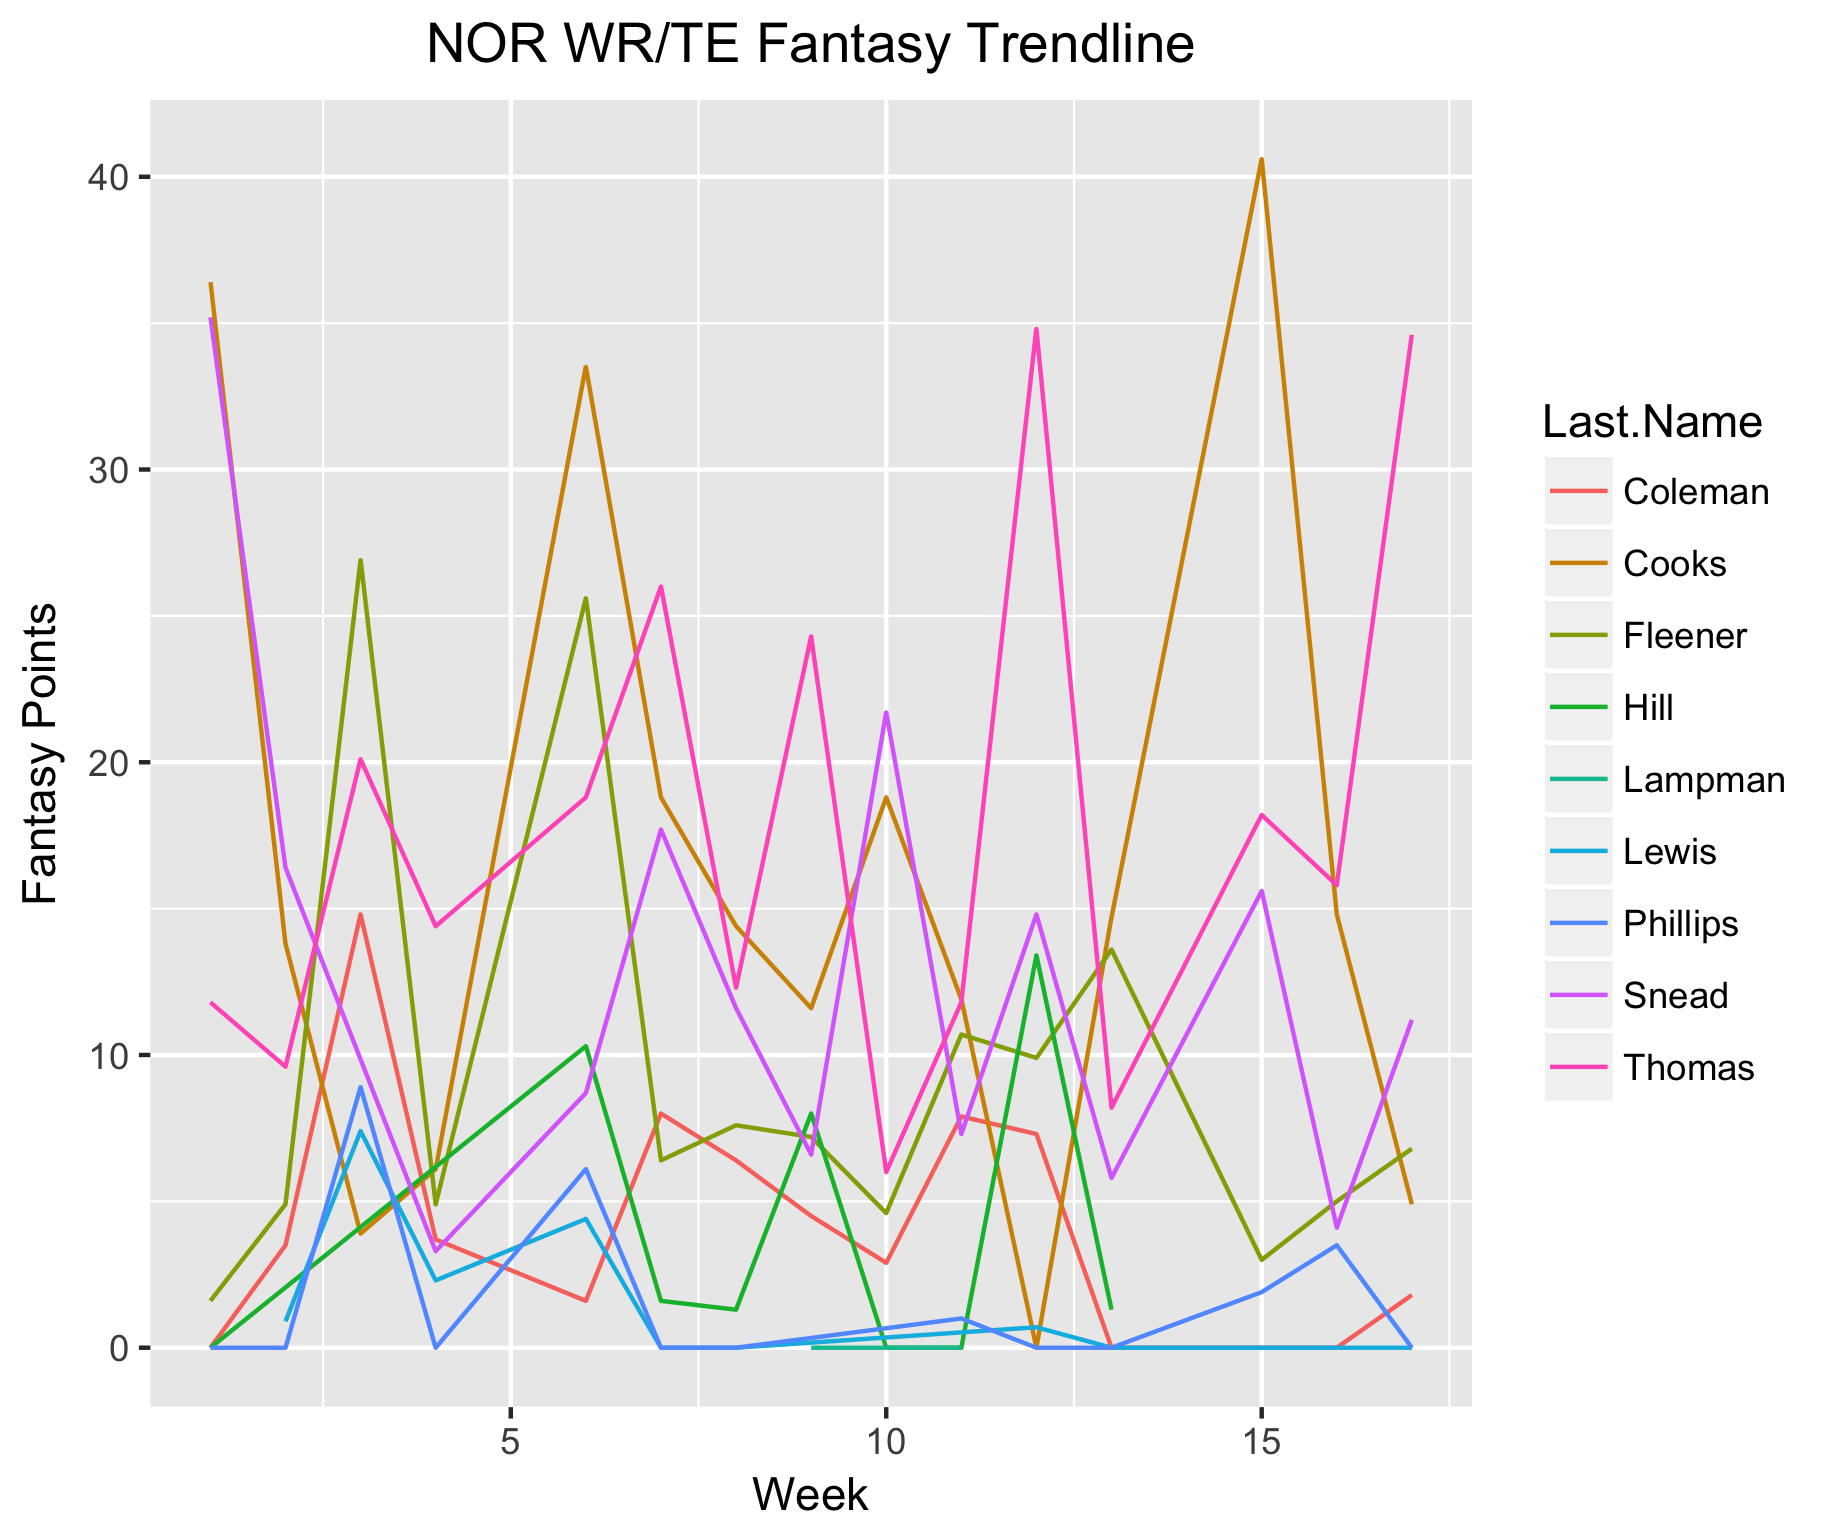 NOR WR/TE Fantasy Trendline
Fantasy Points
40
30
20
10
0
5 10 15
Week
Last.Name
Coleman
Cooks
Fleener
Hill
Lampman
Lewis
Phillips
Snead
Thomas